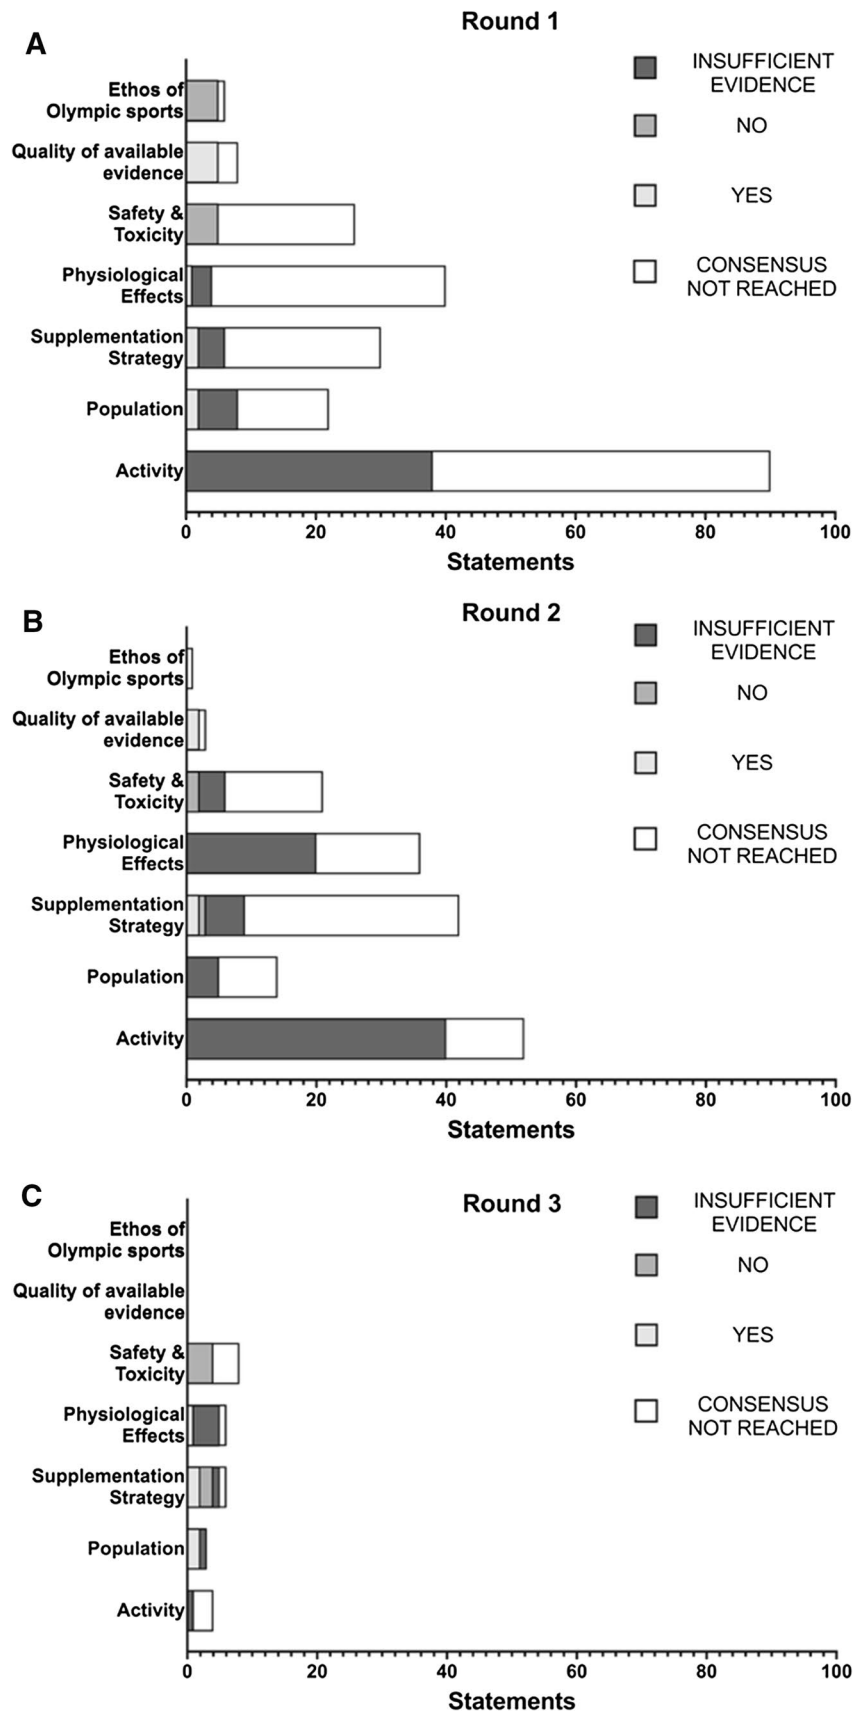 A
Round 1
INSUFFICIENT
EVIDENCE
NO
YES
CONSENSUS
NOT REACHED
Ethos of
Olympic sports
Quality of available
evidence
Safety &
Toxicity
Physiological
Effects
Supplementation
Strategy
Population
Activity
0 20 40 60 80 100
Statements
B
Round 2
INSUFFICIENT
EVIDENCE
NO
YES
CONSENSUS
NOT REACHED
Ethos of
Olympic sports
Quality of available
evidence
Safety &
Toxicity
Physiological
Effects
Supplementation
Strategy
Population
Activity
0 20 40 60 80 100
Statements
C
Round 3
INSUFFICIENT
EVIDENCE
NO
YES
CONSENSUS
NOT REACHED
Ethos of
Olympic sports
Quality of available
evidence
Safety &
Toxicity
Physiological
Effects
Supplementation
Strategy
Population
Activity
0 20 40 60 80 100
Statements